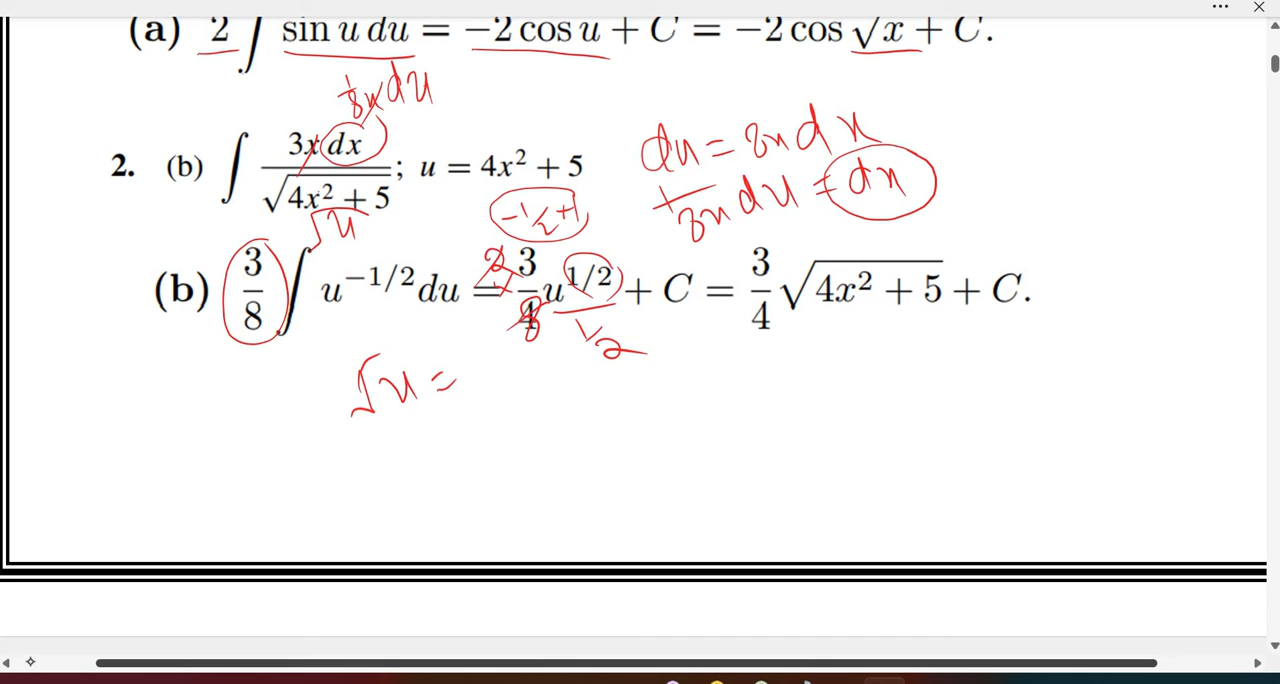 (a) 2∫ sin u du = −2 cos u + C = −2 cos √x + C.
1/8x du
2. (b) ∫ 3x dx / √4x² + 5 ; u = 4x² + 5
du = 8x dx
1/8x du = dx
√u
−1/2+1
(b) 3/8 ∫ u^−1/2 du = 3/4 u^1/2 + C = 3/4 √4x² + 5 + C.
2
8
1/2
√u =